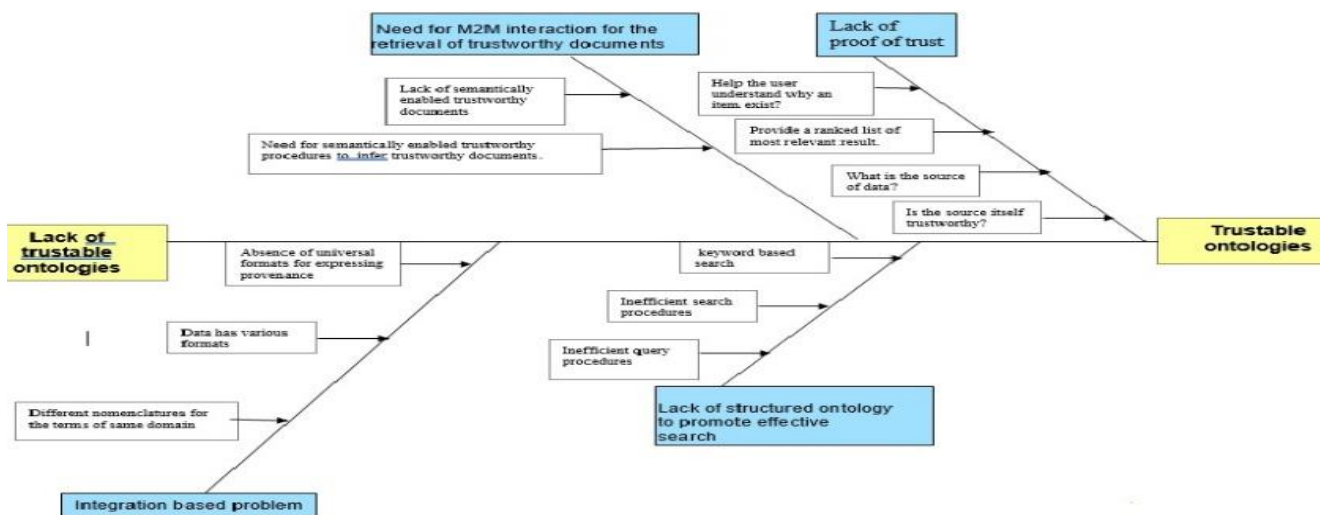 Need for M2M interaction for the
retrieval of trustworthy documents
Lack of
proof of trust
Lack of semantically
enabled trustworthy
documents
Need for semantically enabled trustworthy
procedures to infer trustworthy documents.
Help the user
understand why an
item exist?
Provide a ranked list of
most relevant result.
What is the source
of data?
Is the source itself
trustworthy?
Lack of
trustable
ontologies
Trustable
ontologies
Absence of universal
formats for expressing
provenance
Data has various
formats
Different nomenclatures for
the terms of same domain
Integration based problem
keyword based
search
Inefficient search
procedures
Inefficient query
procedures
Lack of structured ontology
to promote effective
search